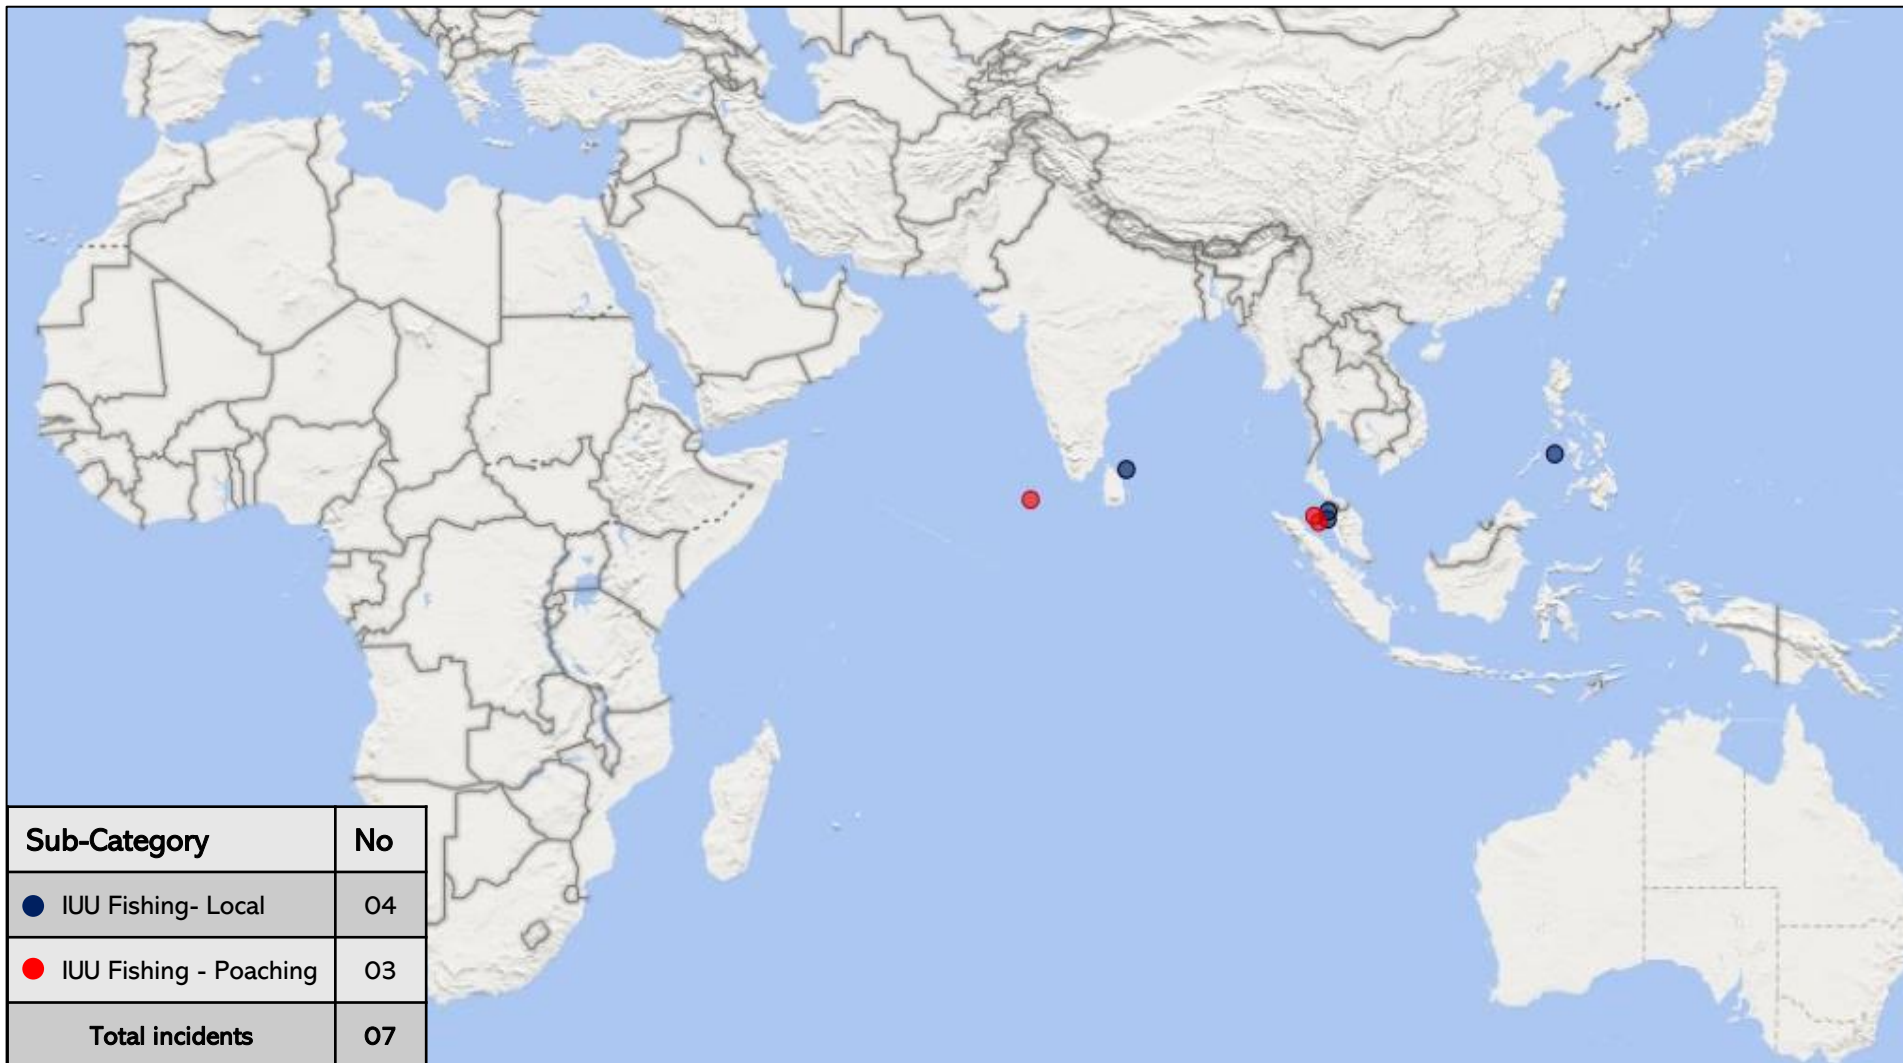 Sub-Category No
IUU Fishing- Local 04
IUU Fishing - Poaching 03
Total incidents 07